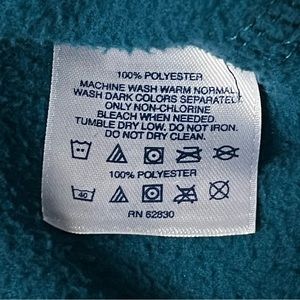 100% POLYESTER
MACHINE WASH WARM NORMAL.
WASH DARK COLORS SEPARATELY.
ONLY NON-CHLORINE
BLEACH WHEN NEEDED.
TUMBLE DRY LOW. DO NOT IRON.
DO NOT DRY CLEAN.
40
100% POLYESTER
RN 62830